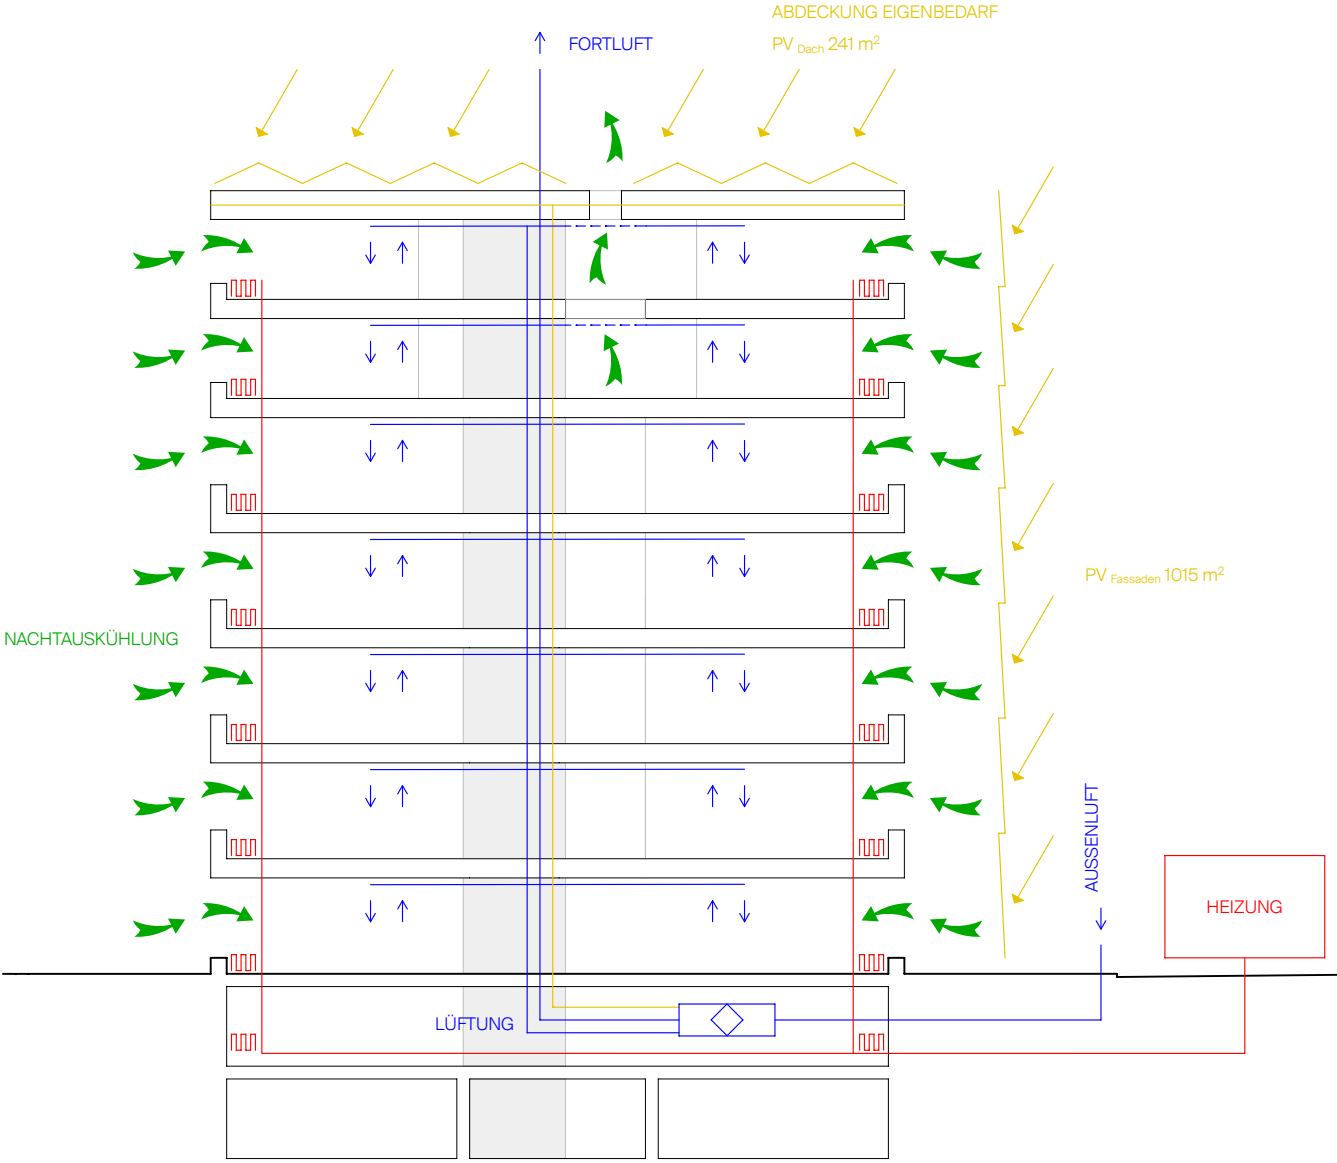 ABDECKUNG EIGENBEDARF
PV Dach 241 m²
FORTLUFT
PV Fassaden 1015 m²
NACHTAUSKÜHLUNG
AUSSENLUFT
HEIZUNG
LÜFTUNG